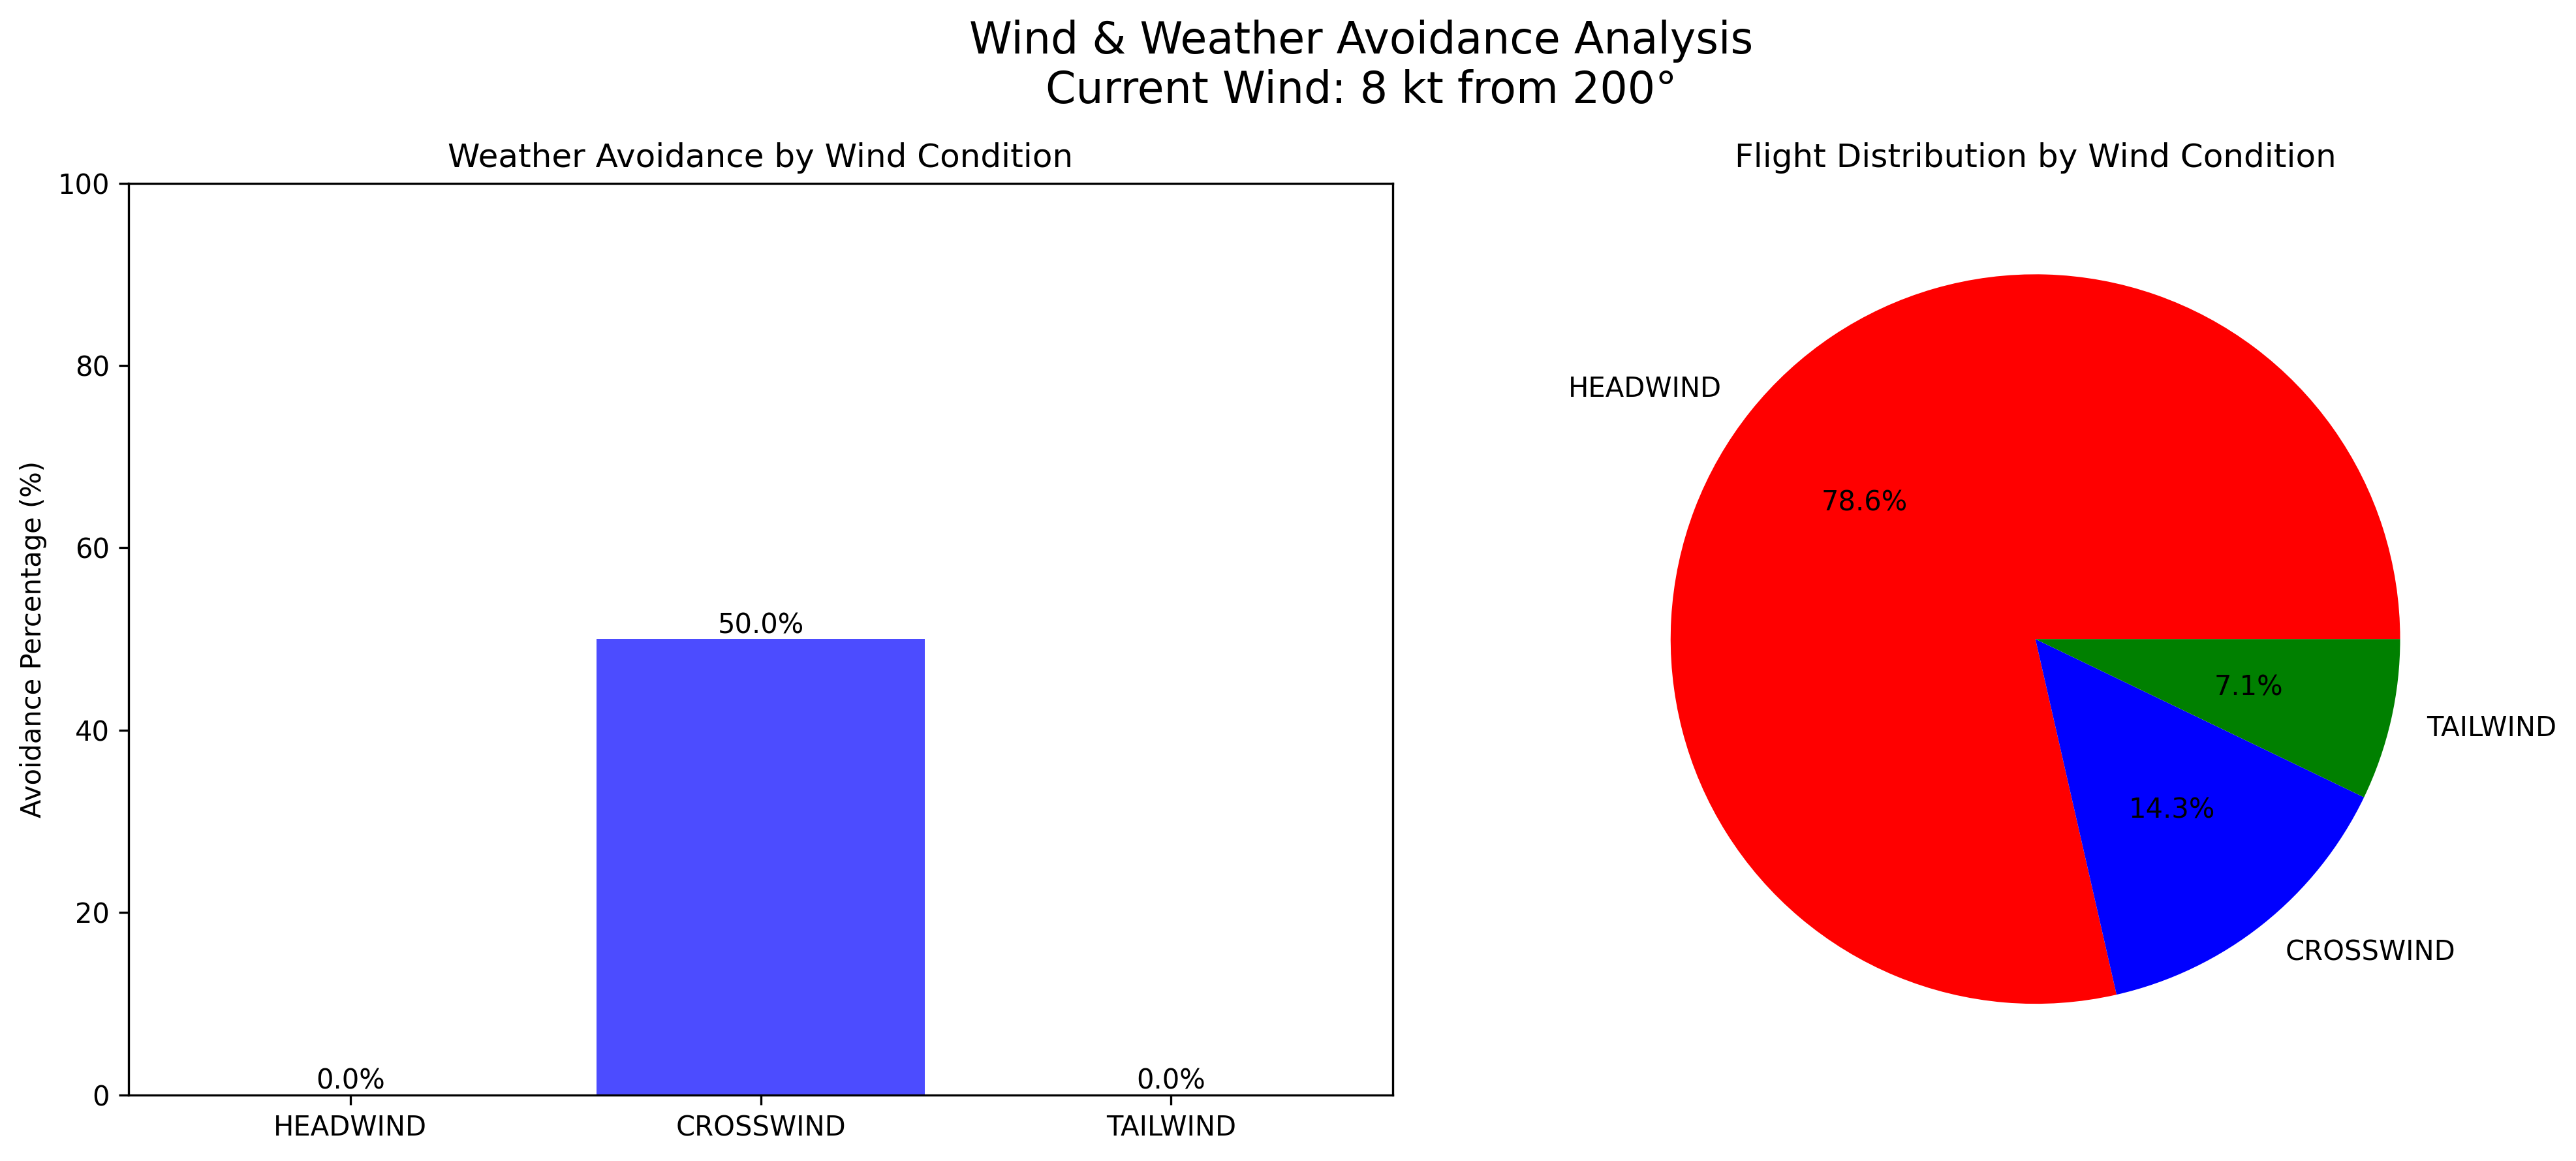 Wind & Weather Avoidance Analysis
Current Wind: 8 kt from 200°
Weather Avoidance by Wind Condition
100
80
60
40
20
0
Avoidance Percentage (%)
0.0%
50.0%
0.0%
HEADWIND
CROSSWIND
TAILWIND
Flight Distribution by Wind Condition
HEADWIND
78.6%
7.1%
TAILWIND
14.3%
CROSSWIND